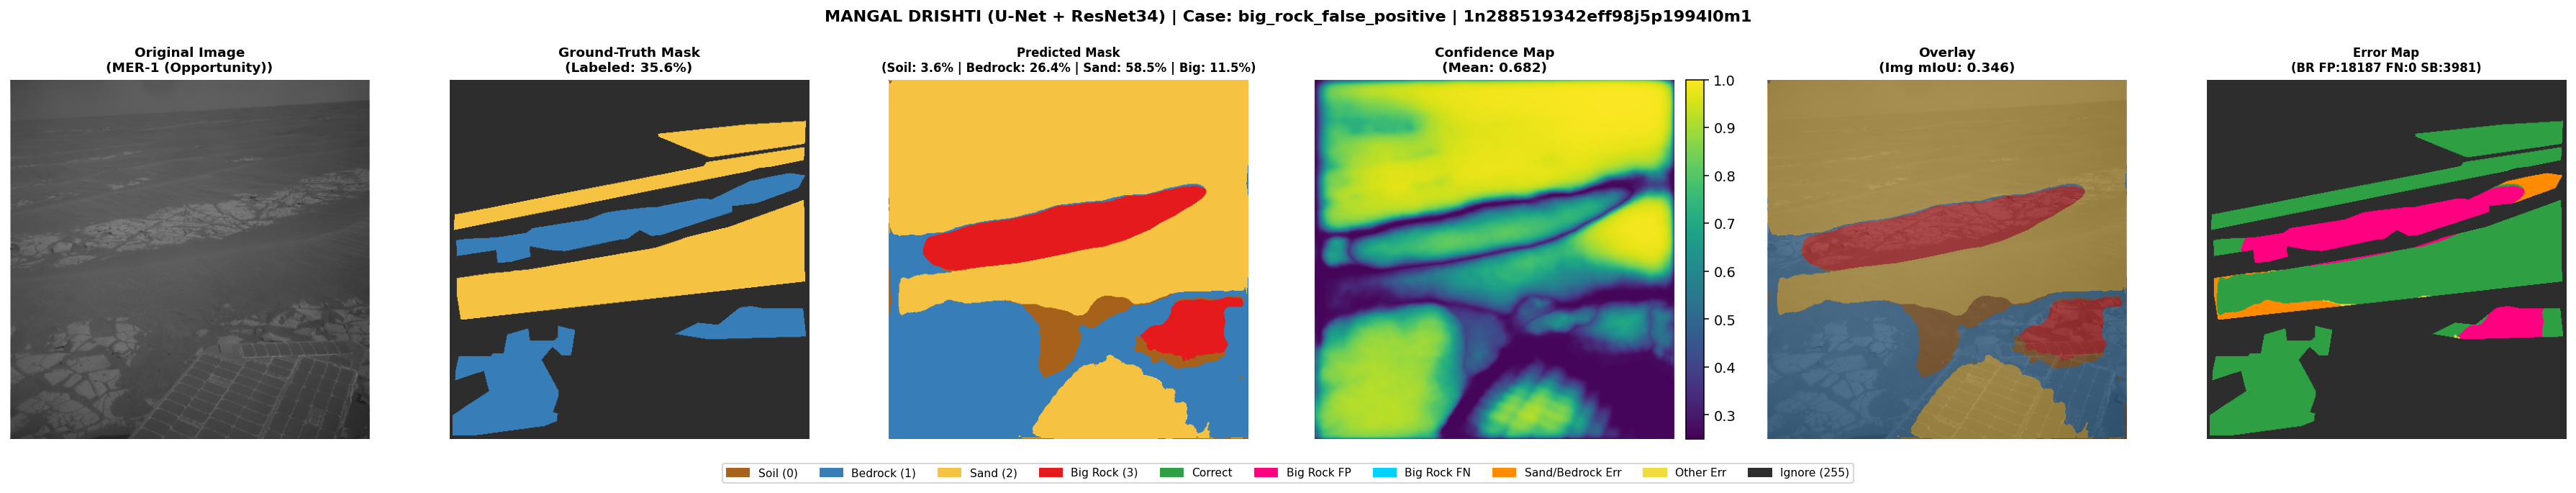 MANGAL DRISHTI (U-Net + ResNet34) | Case: big_rock_false_positive | 1n288519342eff98j5p1994l0m1
Original Image
(MER-1 (Opportunity))
Ground-Truth Mask
(Labeled: 35.6%)
Predicted Mask
(Soil: 3.6% | Bedrock: 26.4% | Sand: 58.5% | Big: 11.5%)
Confidence Map
(Mean: 0.682)
1.0
0.9
0.8
0.7
0.6
0.5
0.4
0.3
Overlay
(Img mIoU: 0.346)
Error Map
(BR FP:18187 FN:0 SB:3981)
Soil (0)
Bedrock (1)
Sand (2)
Big Rock (3)
Correct
Big Rock FP
Big Rock FN
Sand/Bedrock Err
Other Err
Ignore (255)